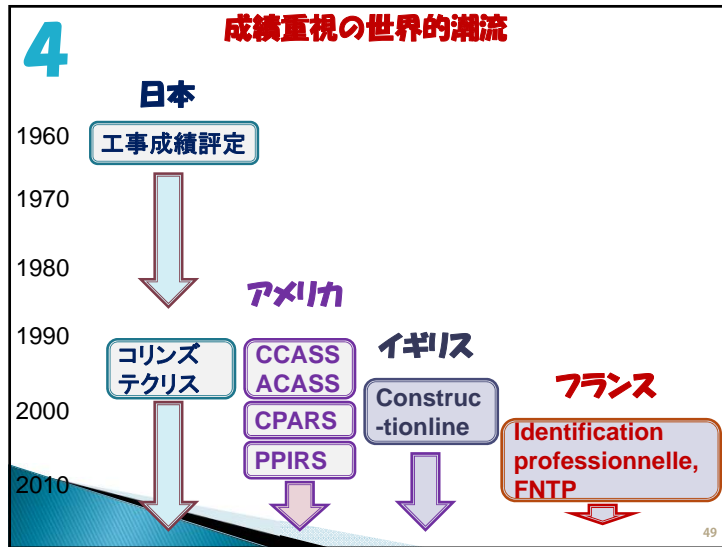 4
成績重視の世界的潮流
日本
1960
工事成績評定
1970
1980
アメリカ
1990
イギリス
コリンズ
テクリス
CCASS
ACASS
フランス
2000
CPARS
Construc
-tionline
PPIRS
Identification
professionnelle,
FNTP
2010
49